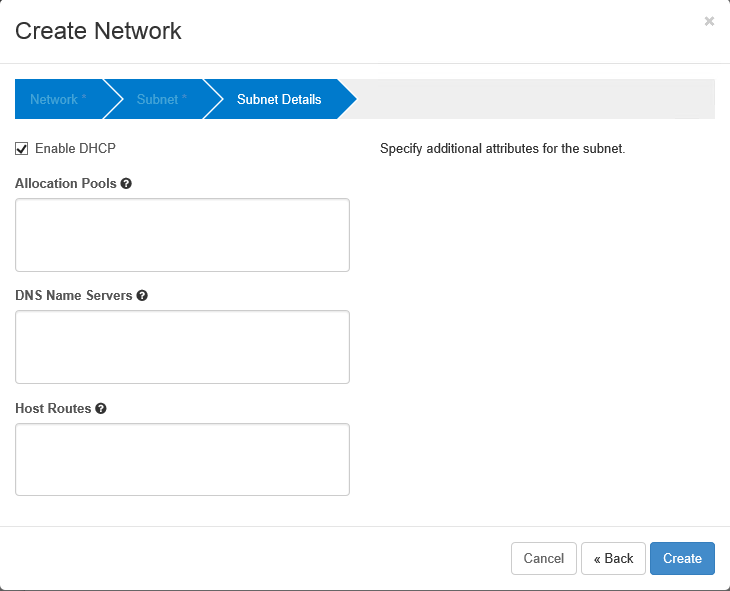 Create Network
×
Network *
Subnet *
Subnet Details
Enable DHCP
Specify additional attributes for the subnet.
Allocation Pools ?
DNS Name Servers ?
Host Routes ?
Cancel
« Back
Create